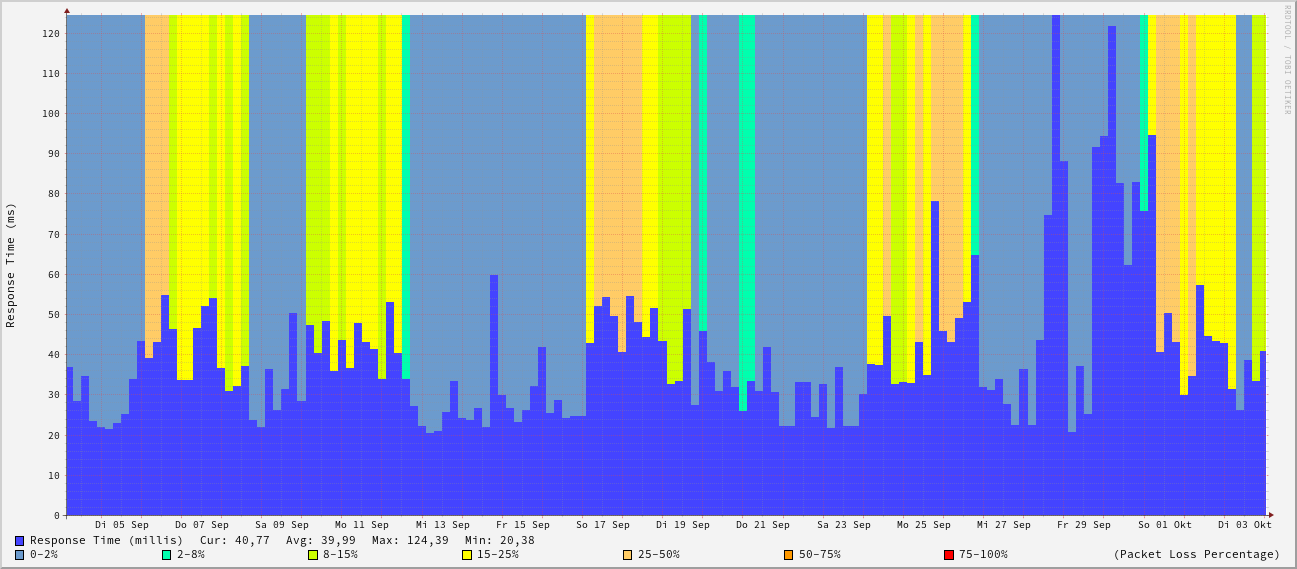 RRDTOOL / TOBI OETIKER
Response Time (ms)
120
110
100
90
80
70
60
50
40
30
20
10
0
Di 05 Sep Do 07 Sep Sa 09 Sep Mo 11 Sep Mi 13 Sep Fr 15 Sep So 17 Sep Di 19 Sep Do 21 Sep Sa 23 Sep Mo 25 Sep Mi 27 Sep Fr 29 Sep So 01 Okt Di 03 Okt
Response Time (millis) Cur: 40,77 Avg: 39,99 Max: 124,39 Min: 20,38
0-2% 2-8% 8-15% 15-25% 25-50% 50-75% 75-100% (Packet Loss Percentage)